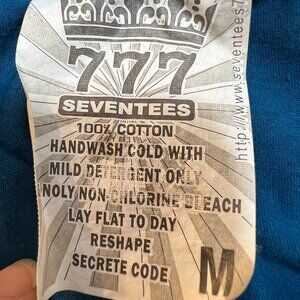 777
SEVENTEES
100% COTTON
HANDWASH COLD WITH
MILD DETERGENT ONLY
NOLY NON-CHLORINE BLEACH
LAY FLAT TO DAY
RESHAPE
SECRETE CODE
M
http://www.seventees7